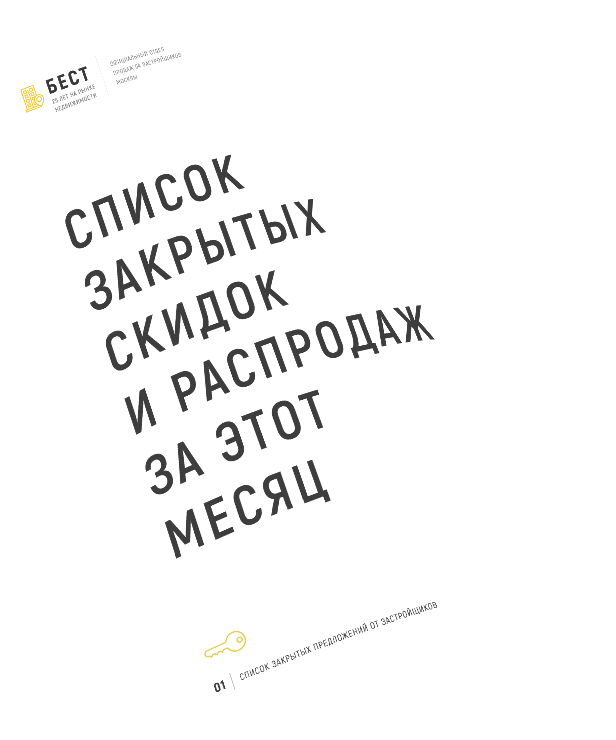 БЕСТ
25 ЛЕТ НА РЫНКЕ
НЕДВИЖИМОСТИ
ОФИЦИАЛЬНЫЙ ОТДЕЛ
ПРОДАЖ 58 ЗАСТРОЙЩИКОВ
МОСКВЫ
СПИСОК
ЗАКРЫТЫХ
СКИДОК
И РАСПРОДАЖ
ЗА ЭТОТ
МЕСЯЦ
01
СПИСОК ЗАКРЫТЫХ ПРЕДЛОЖЕНИЙ ОТ ЗАСТРОЙЩИКОВ